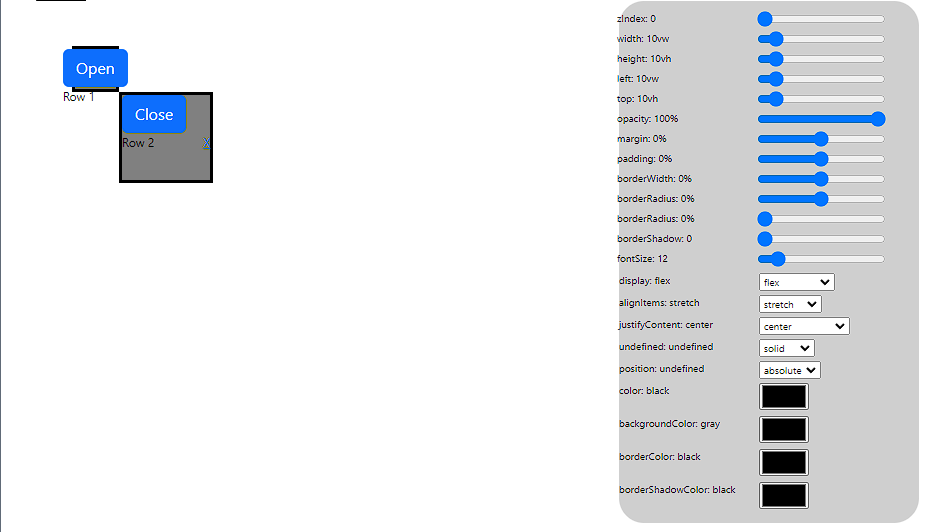 Open
Row 1
Close
Row 2 X
zIndex: 0
width: 10vw
height: 10vh
left: 10vw
top: 10vh
opacity: 100%
margin: 0%
padding: 0%
borderWidth: 0%
borderRadius: 0%
borderRadius: 0%
borderShadow: 0
fontSize: 12
display: flex flex
alignItems: stretch stretch
justifyContent: center center
undefined: undefined solid
position: undefined absolute
color: black
backgroundColor: gray
borderColor: black
borderShadowColor: black